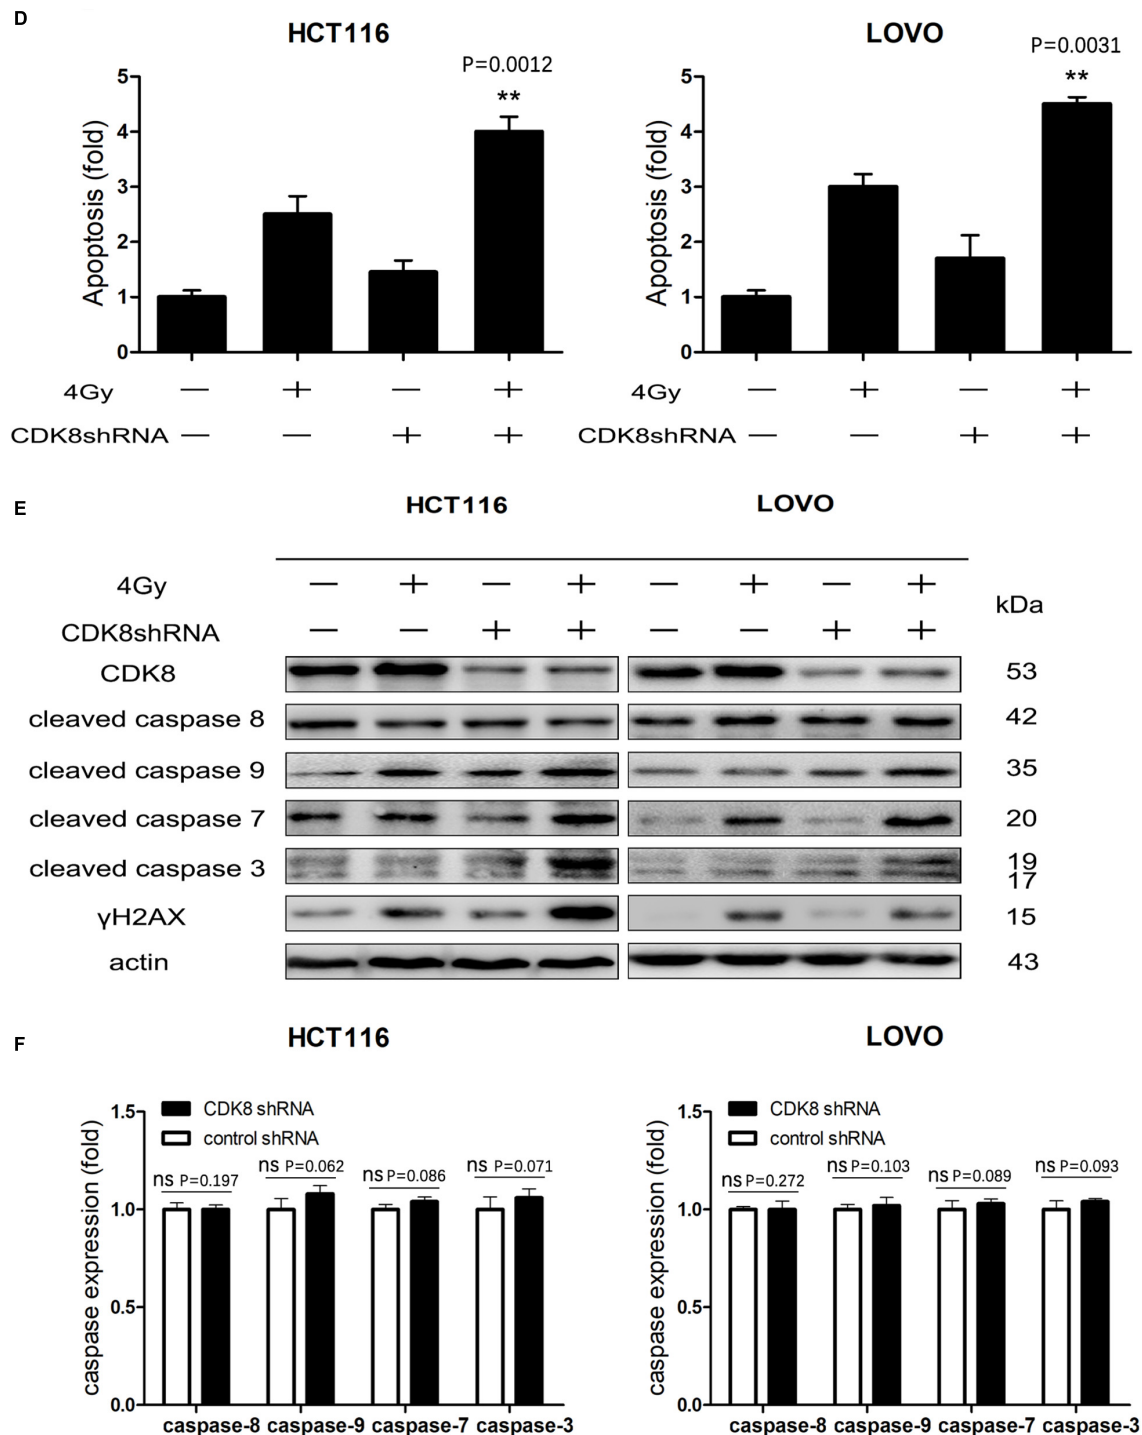 D
HCT116
P=0.0012
**
5
4
3
2
1
0
Apoptosis (fold)
4Gy — + — +
CDK8shRNA — — + +
LOVO
P=0.0031
**
5
4
3
2
1
0
Apoptosis (fold)
4Gy — + — +
CDK8shRNA — — + +
E
HCT116 LOVO
4Gy — + — + — + — +
kDa
CDK8shRNA — — + + — — + +
CDK8 53
cleaved caspase 8 42
cleaved caspase 9 35
cleaved caspase 7 20
cleaved caspase 3 19
17
γH2AX 15
actin 43
F
HCT116
CDK8 shRNA
control shRNA
1.5
1.0
0.5
0.0
caspase expression (fold)
ns P=0.197
ns P=0.062
ns P=0.086
ns P=0.071
caspase-8 caspase-9 caspase-7 caspase-3
LOVO
CDK8 shRNA
control shRNA
1.5
1.0
0.5
0.0
caspase expression (fold)
ns P=0.272
ns P=0.103
ns P=0.089
ns P=0.093
caspase-8 caspase-9 caspase-7 caspase-3